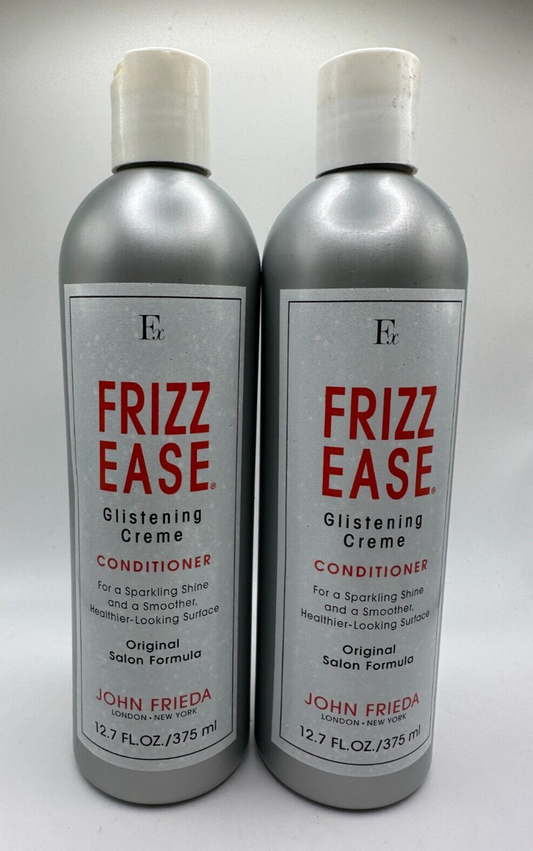 Fx
FRIZZ
EASE®
Glistening
Creme
CONDITIONER
For a Sparkling Shine
and a Smoother,
Healthier-Looking Surface
Original
Salon Formula
JOHN FRIEDA
LONDON • NEW YORK
12.7 FL.OZ./375 ml
Fx
FRIZZ
EASE®
Glistening
Creme
CONDITIONER
For a Sparkling Shine
and a Smoother,
Healthier-Looking Surface
Original
Salon Formula
JOHN FRIEDA
LONDON • NEW YORK
12.7 FL.OZ./375 ml